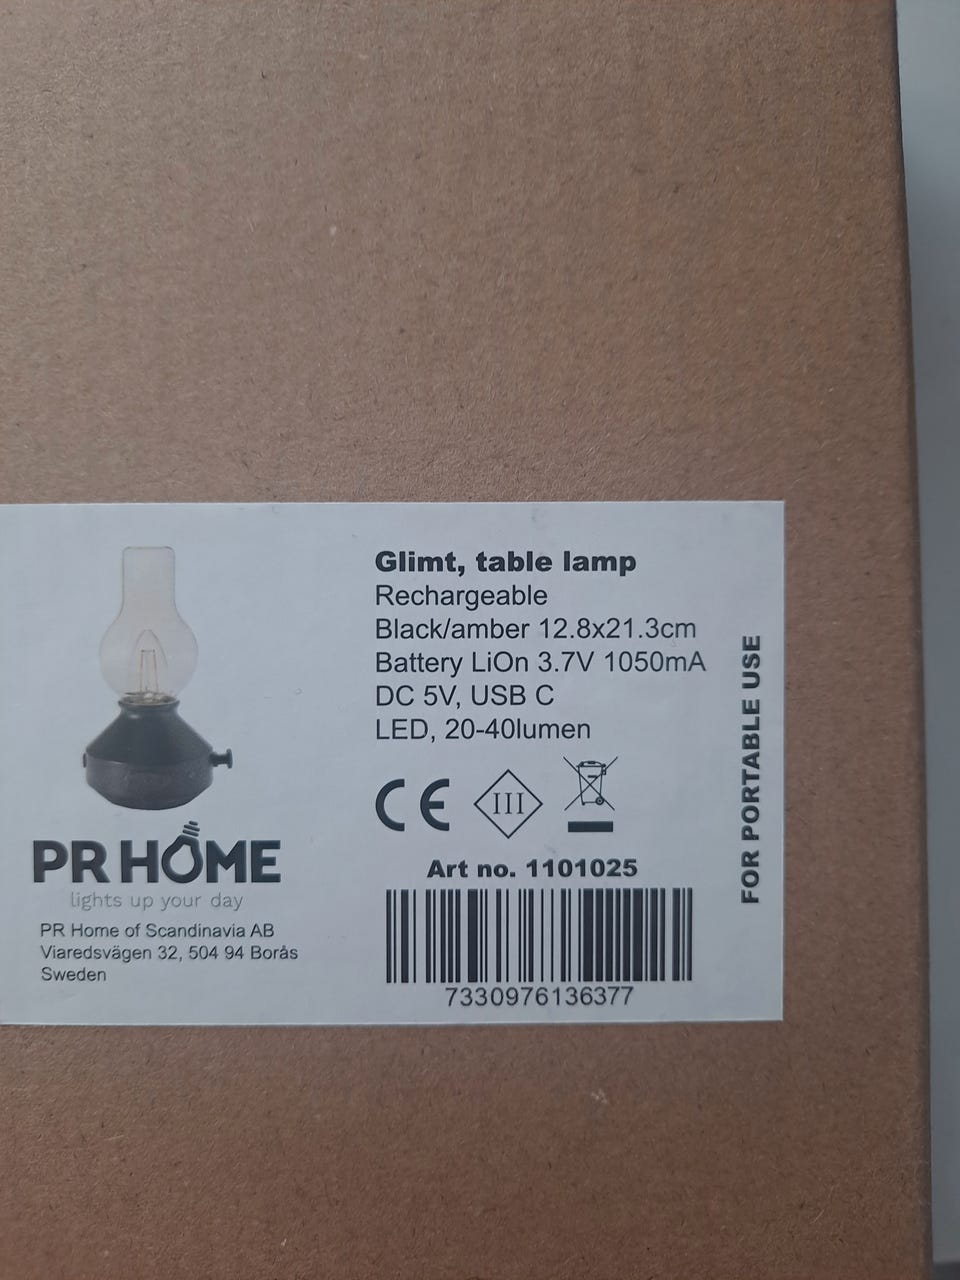 Glimt, table lamp
Rechargeable
Black/amber 12.8x21.3cm
Battery LiOn 3.7V 1050mA
DC 5V, USB C
LED, 20-40lumen
CE
III
FOR PORTABLE USE
PR HOME
lights up your day
PR Home of Scandinavia AB
Viaredsvägen 32, 504 94 Borås
Sweden
Art no. 1101025
7330976136377